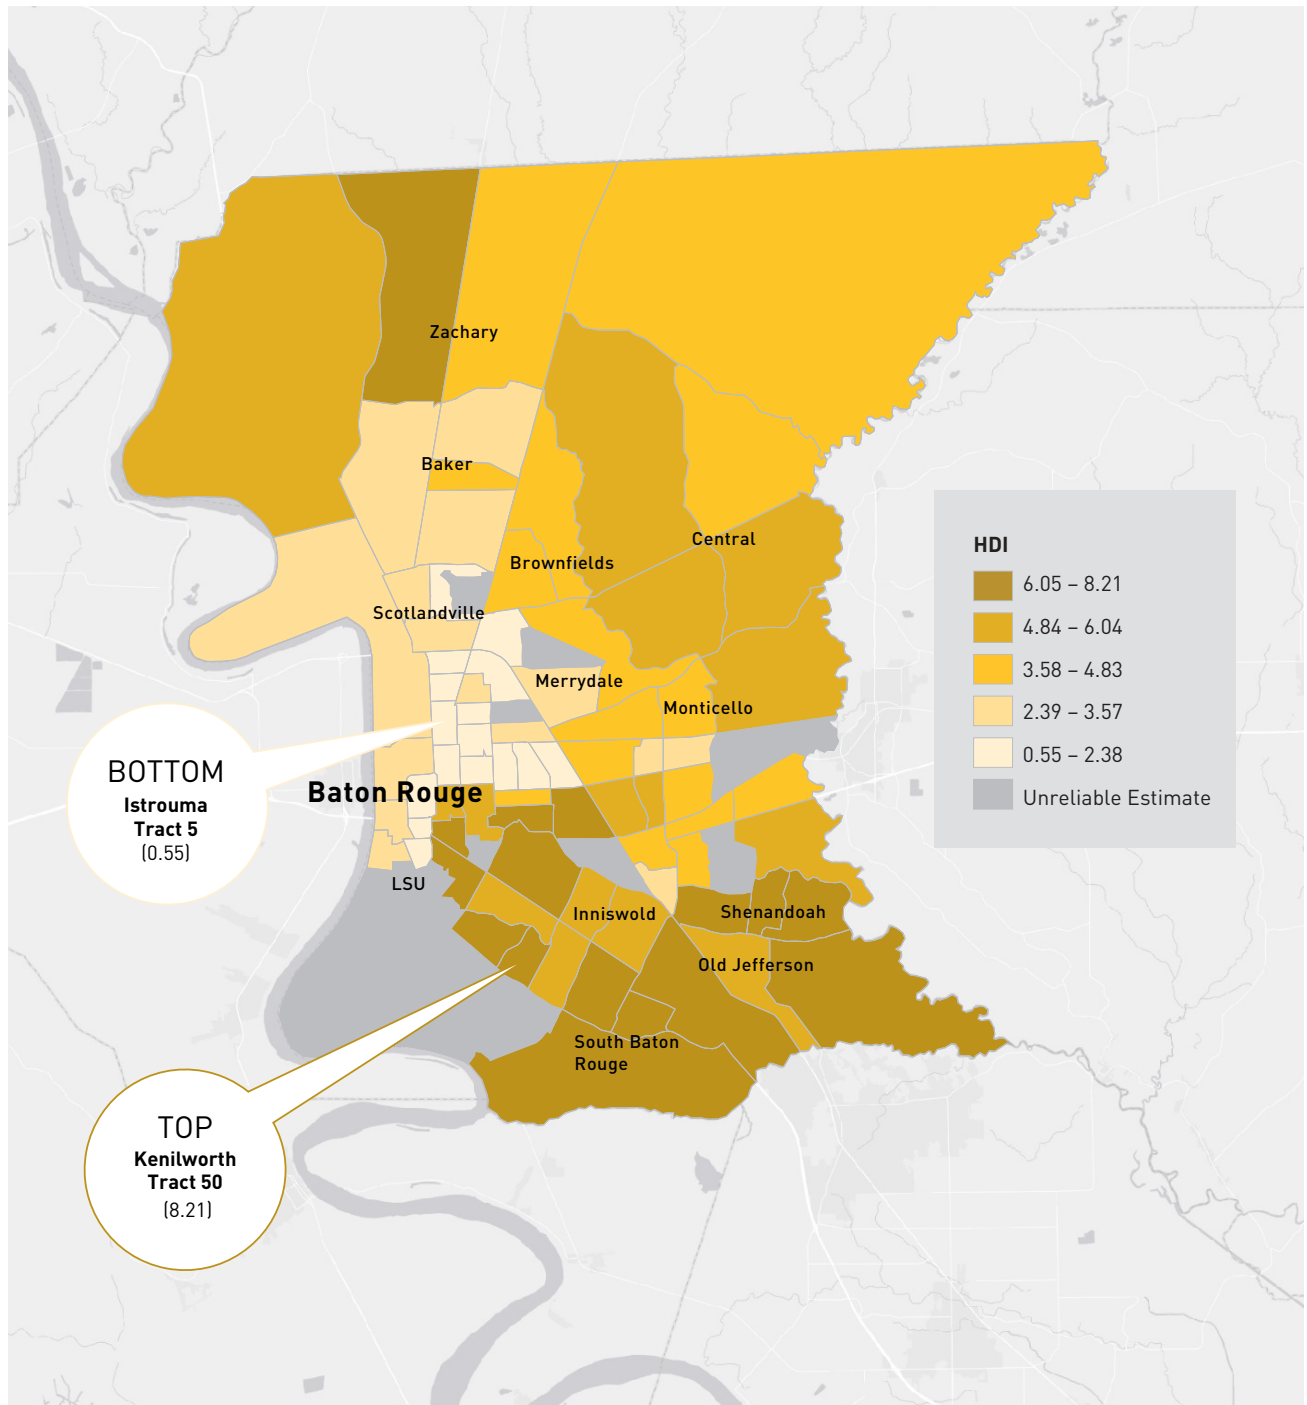 Zachary
Baker
Central
Brownfields
Scotlandville
Merrydale
Monticello
Baton Rouge
LSU
Inniswold
Shenandoah
Old Jefferson
South Baton
Rouge
BOTTOM
Istrouma
Tract 5
(0.55)
TOP
Kenilworth
Tract 50
(8.21)
HDI
6.05 – 8.21
4.84 – 6.04
3.58 – 4.83
2.39 – 3.57
0.55 – 2.38
Unreliable Estimate